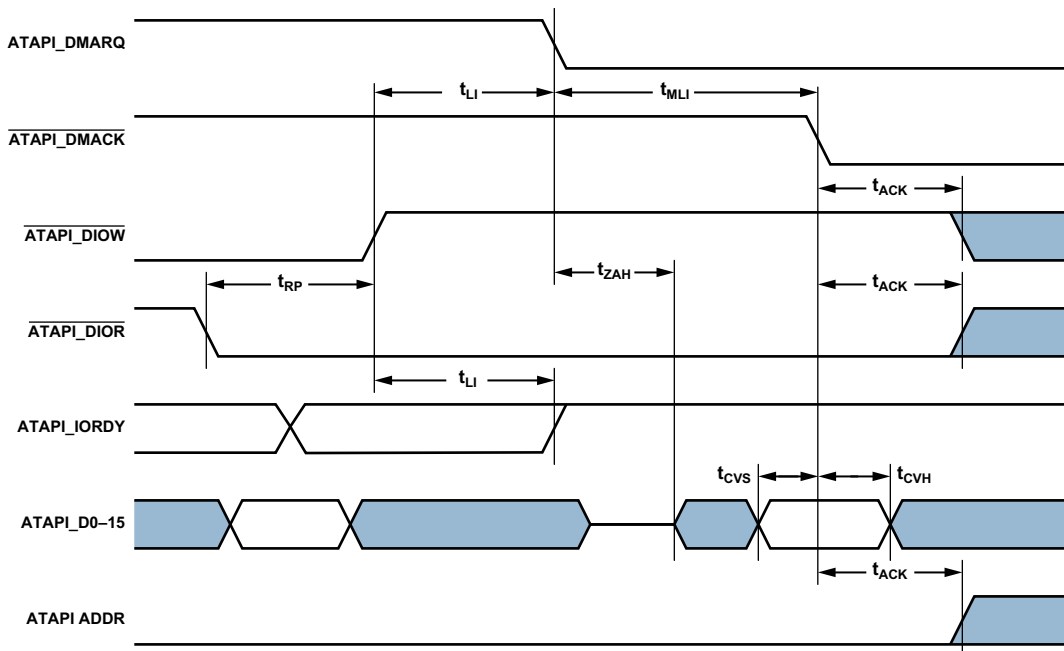 ATAPI_DMARQ
tLI
tMLI
ATAPI_DMACK
tACK
ATAPI_DIOW
tZAH
tRP
tACK
ATAPI_DIOR
tLI
ATAPI_IORDY
tCVS
tCVH
ATAPI_D0–15
tACK
ATAPI ADDR